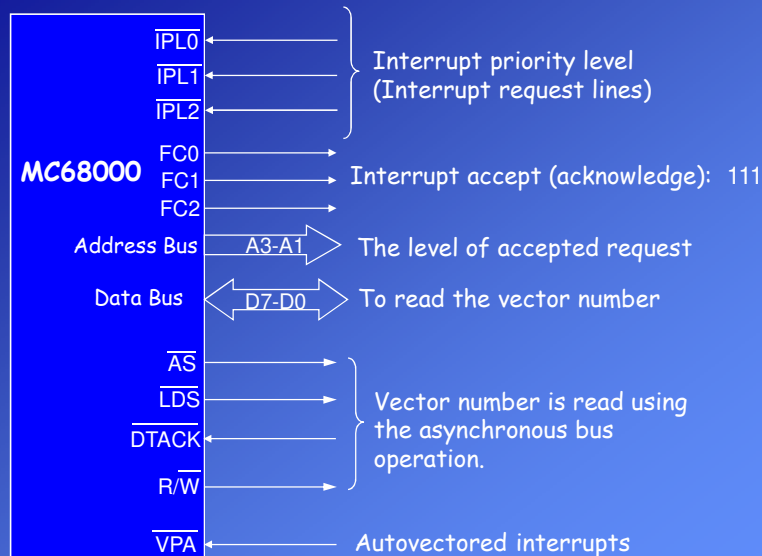 IPL0
IPL1
IPL2
Interrupt priority level
(Interrupt request lines)
MC68000
FC0
FC1
FC2
Interrupt accept (acknowledge): 111
Address Bus
A3-A1
The level of accepted request
Data Bus
D7-D0
To read the vector number
AS
LDS
DTACK
R/W
Vector number is read using
the asynchronous bus
operation.
VPA
Autovectored interrupts